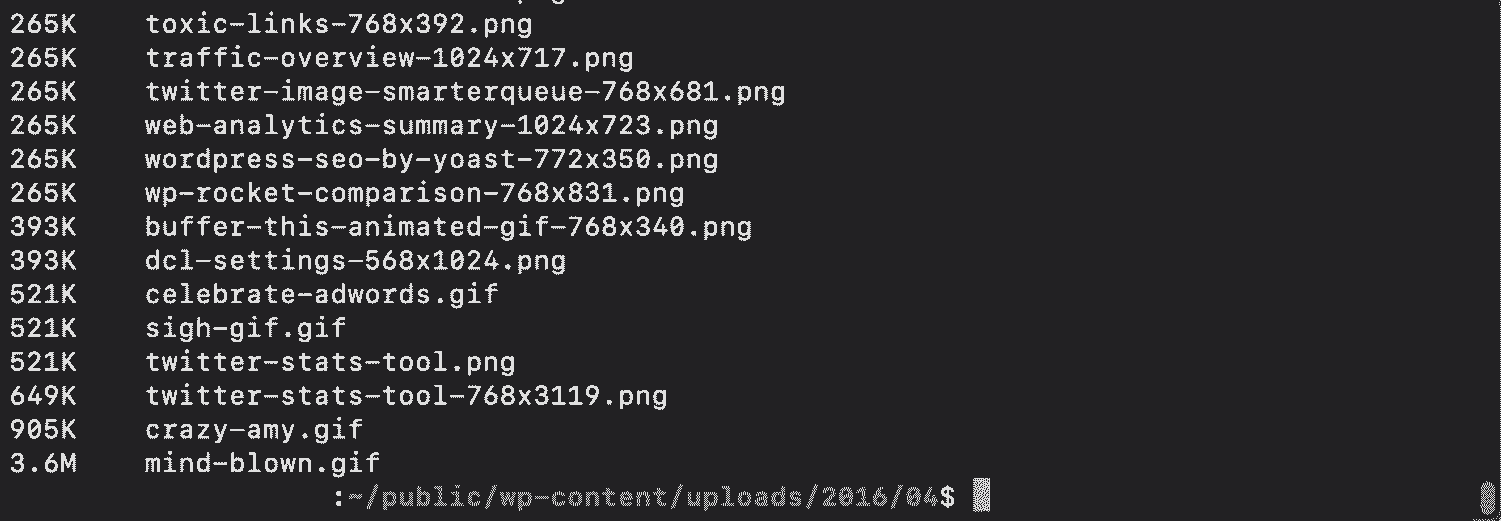 265K toxic-links-768x392.png
265K traffic-overview-1024x717.png
265K twitter-image-smarterqueue-768x681.png
265K web-analytics-summary-1024x723.png
265K wordpress-seo-by-yoast-772x350.png
265K wp-rocket-comparison-768x831.png
393K buffer-this-animated-gif-768x340.png
393K dcl-settings-568x1024.png
521K celebrate-adwords.gif
521K sigh-gif.gif
521K twitter-stats-tool.png
649K twitter-stats-tool-768x3119.png
905K crazy-amy.gif
3.6M mind-blown.gif
:~/public/wp-content/uploads/2016/04$